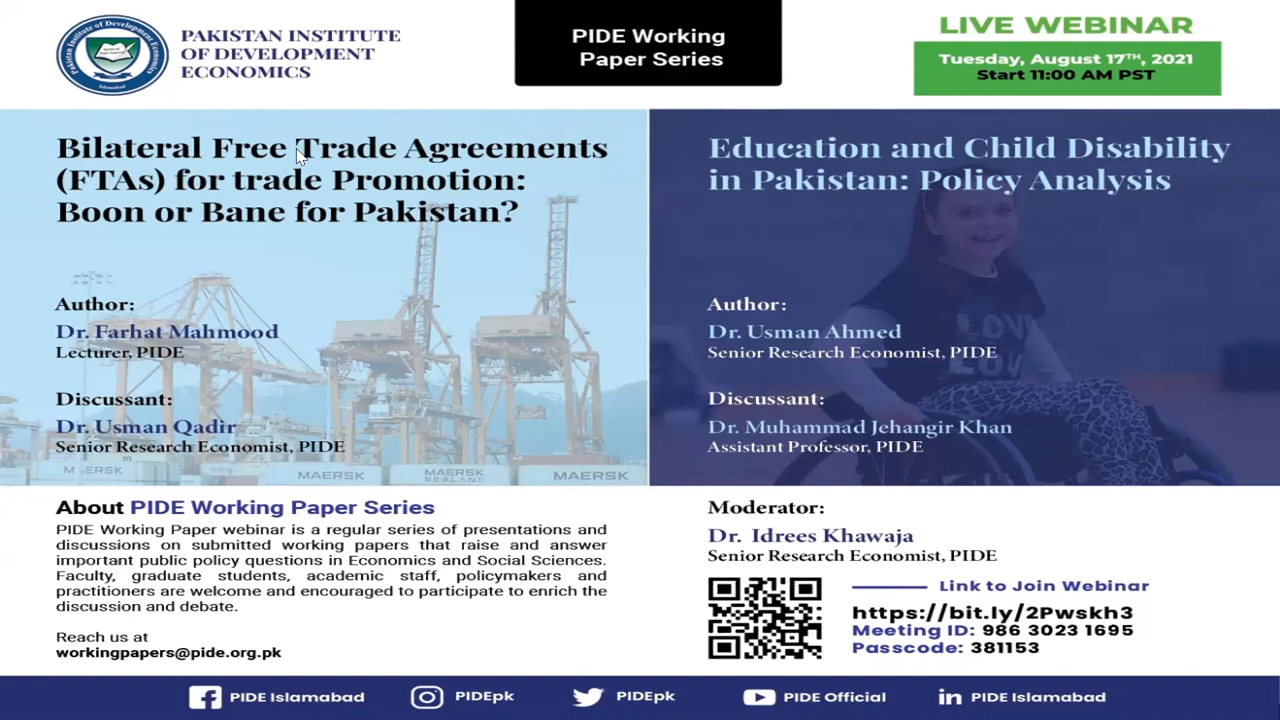 PAKISTAN INSTITUTE
OF DEVELOPMENT
ECONOMICS
Pakistan Institute of Development Economics
Islamabad
PIDE Working
Paper Series
LIVE WEBINAR
Tuesday, August 17TH, 2021
Start 11:00 AM PST
Bilateral Free Trade Agreements
(FTAs) for trade Promotion:
Boon or Bane for Pakistan?
Author:
Dr. Farhat Mahmood
Lecturer, PIDE
Discussant:
Dr. Usman Qadir
Senior Research Economist, PIDE
MAERSK
MAERSK
SEALAND
MAERSK
Education and Child Disability
in Pakistan: Policy Analysis
Author:
Dr. Usman Ahmed
Senior Research Economist, PIDE
Discussant:
Dr. Muhammad Jehangir Khan
Assistant Professor, PIDE
About PIDE Working Paper Series
PIDE Working Paper webinar is a regular series of presentations and
discussions on submitted working papers that raise and answer
important public policy questions in Economics and Social Sciences.
Faculty, graduate students, academic staff, policymakers and
practitioners are welcome and encouraged to participate to enrich the
discussion and debate.
Reach us at
workingpapers@pide.org.pk
Moderator:
Dr. Idrees Khawaja
Senior Research Economist, PIDE
Link to Join Webinar
https://bit.ly/2Pwskh3
Meeting ID: 986 3023 1695
Passcode: 381153
PIDE Islamabad
PIDEpk
PIDEpk
PIDE Official
PIDE Islamabad